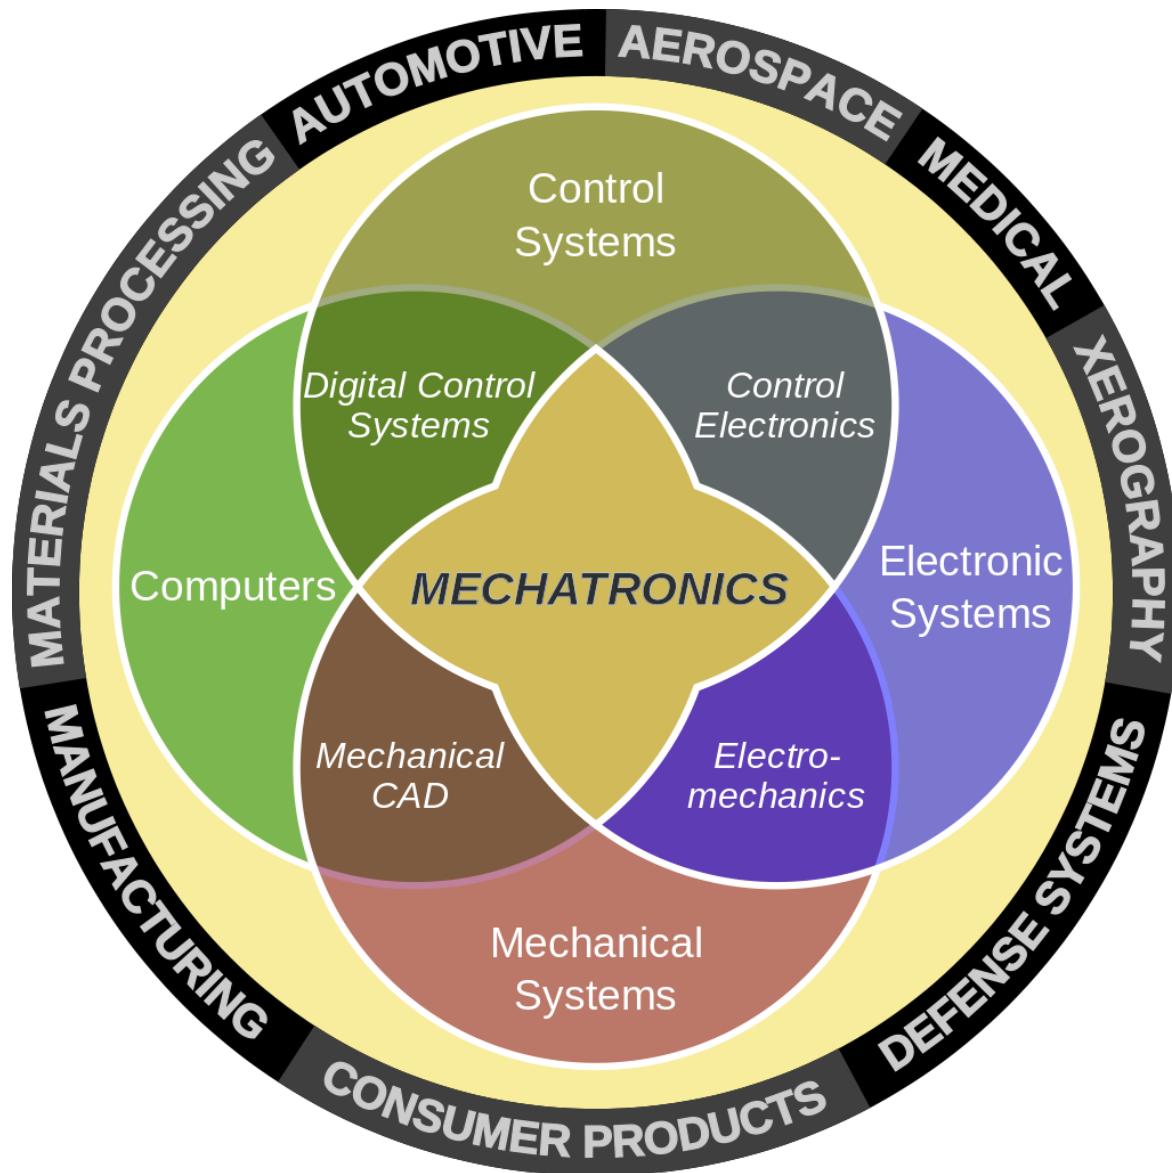 AUTOMOTIVE
AEROSPACE
MEDICAL
XEROGRAPHY
DEFENSE SYSTEMS
CONSUMER PRODUCTS
MANUFACTURING
MATERIALS PROCESSING
Control
Systems
Digital Control
Systems
Control
Electronics
Computers
MECHATRONICS
Electronic
Systems
Mechanical
CAD
Electro-
mechanics
Mechanical
Systems